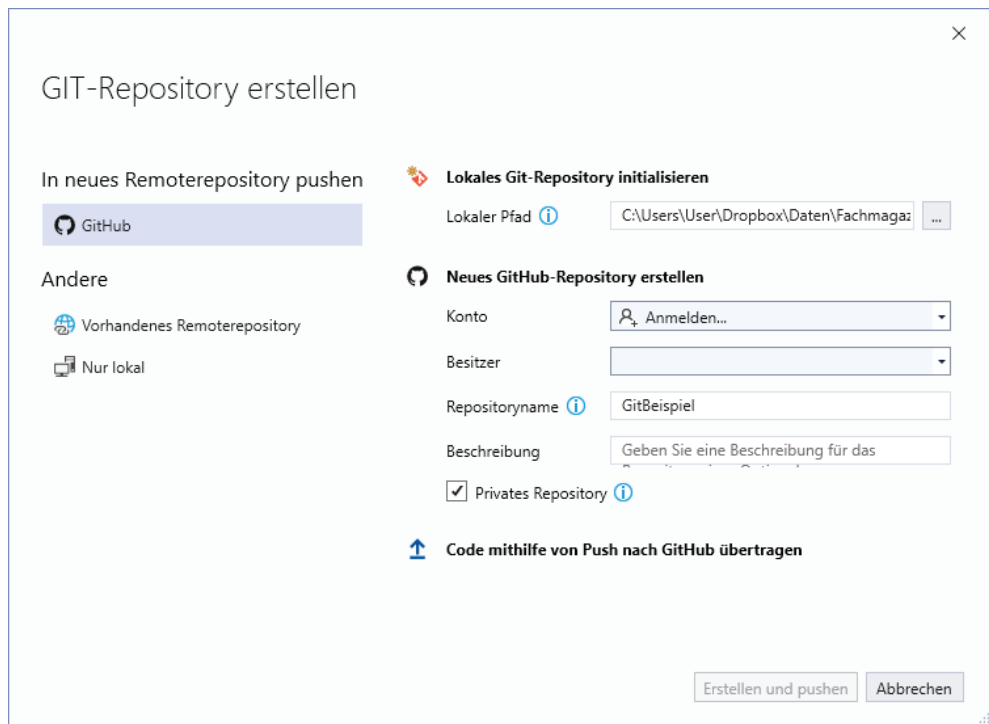 GIT-Repository erstellen
In neues Remoterepository pushen
GitHub
Andere
Vorhandenes Remoterepository
Nur lokal
Lokales Git-Repository initialisieren
Lokaler Pfad
C:\Users\User\Dropbox\Daten\Fachmagaz
...
Neues GitHub-Repository erstellen
Konto
Anmelden...
Besitzer
Repositoryname
GitBeispiel
Beschreibung
Geben Sie eine Beschreibung für das
Privates Repository
Code mithilfe von Push nach GitHub übertragen
Erstellen und pushen
Abbrechen